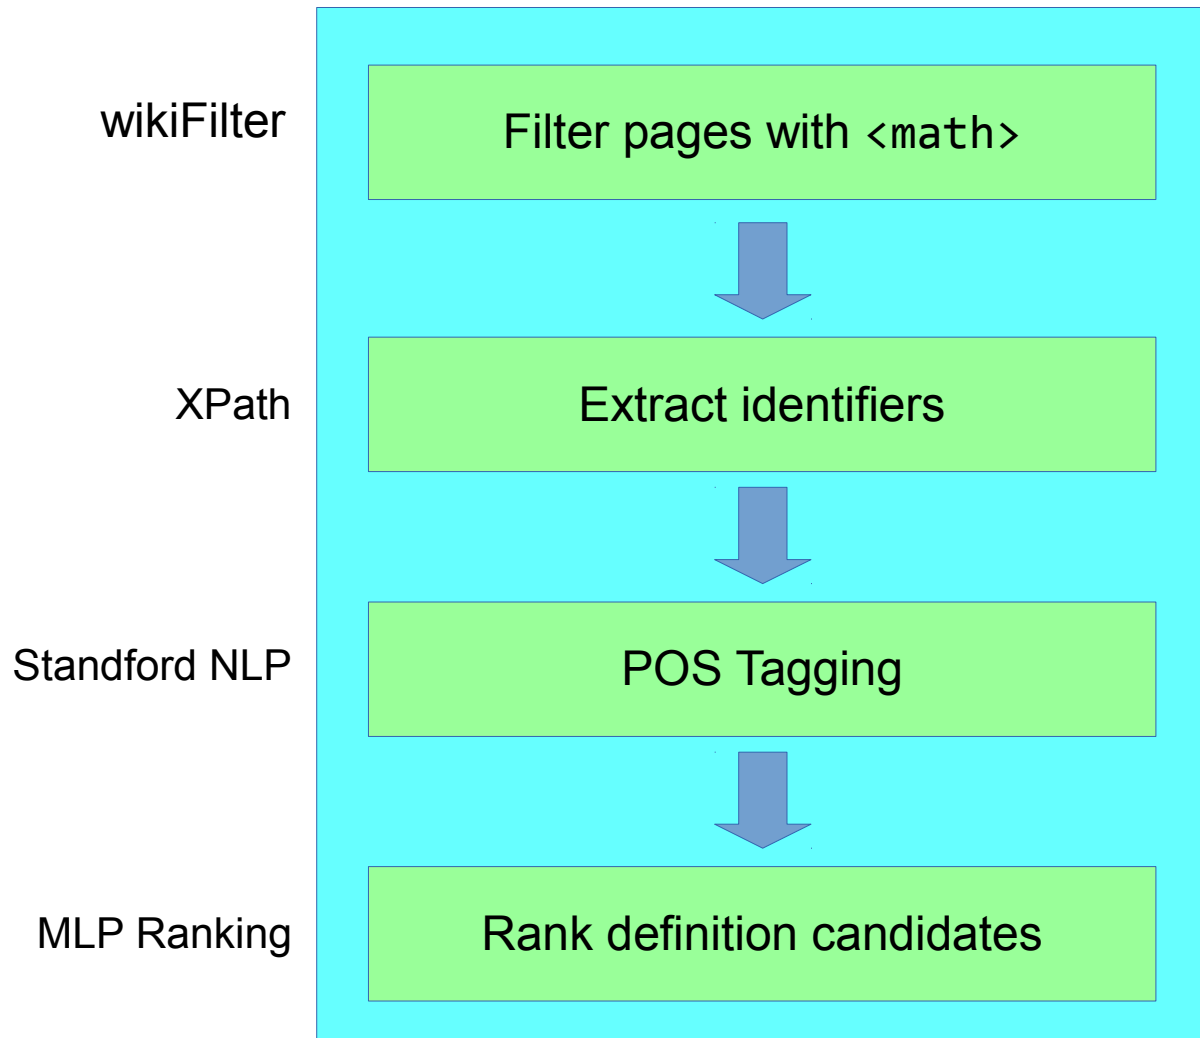 wikiFilter
Filter pages with <math>
XPath
Extract identifiers
Standford NLP
POS Tagging
MLP Ranking
Rank definition candidates